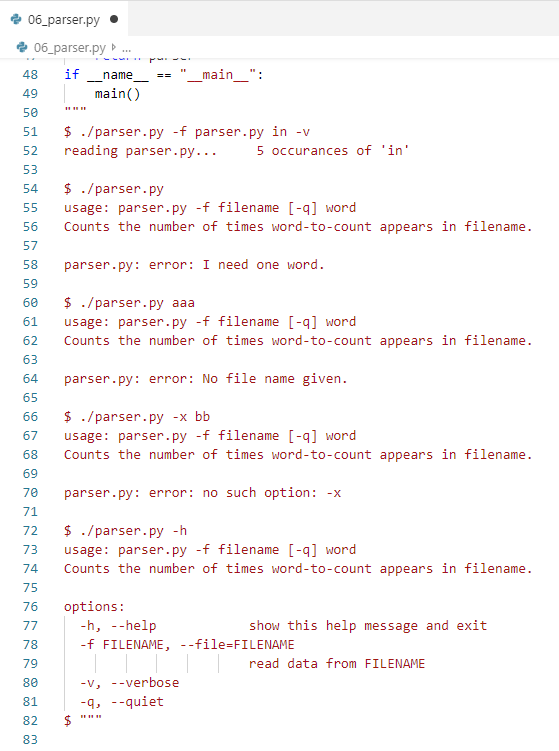 06_parser.py ●
06_parser.py > ...
47 return parser
48 if __name__ == "__main__":
49     main()
50 """
51 $ ./parser.py -f parser.py in -v
52 reading parser.py...     5 occurances of 'in'
53
54 $ ./parser.py
55 usage: parser.py -f filename [-q] word
56 Counts the number of times word-to-count appears in filename.
57
58 parser.py: error: I need one word.
59
60 $ ./parser.py aaa
61 usage: parser.py -f filename [-q] word
62 Counts the number of times word-to-count appears in filename.
63
64 parser.py: error: No file name given.
65
66 $ ./parser.py -x bb
67 usage: parser.py -f filename [-q] word
68 Counts the number of times word-to-count appears in filename.
69
70 parser.py: error: no such option: -x
71
72 $ ./parser.py -h
73 usage: parser.py -f filename [-q] word
74 Counts the number of times word-to-count appears in filename.
75
76 options:
77   -h, --help            show this help message and exit
78   -f FILENAME, --file=FILENAME
79                         read data from FILENAME
80   -v, --verbose
81   -q, --quiet
82 $ """
83